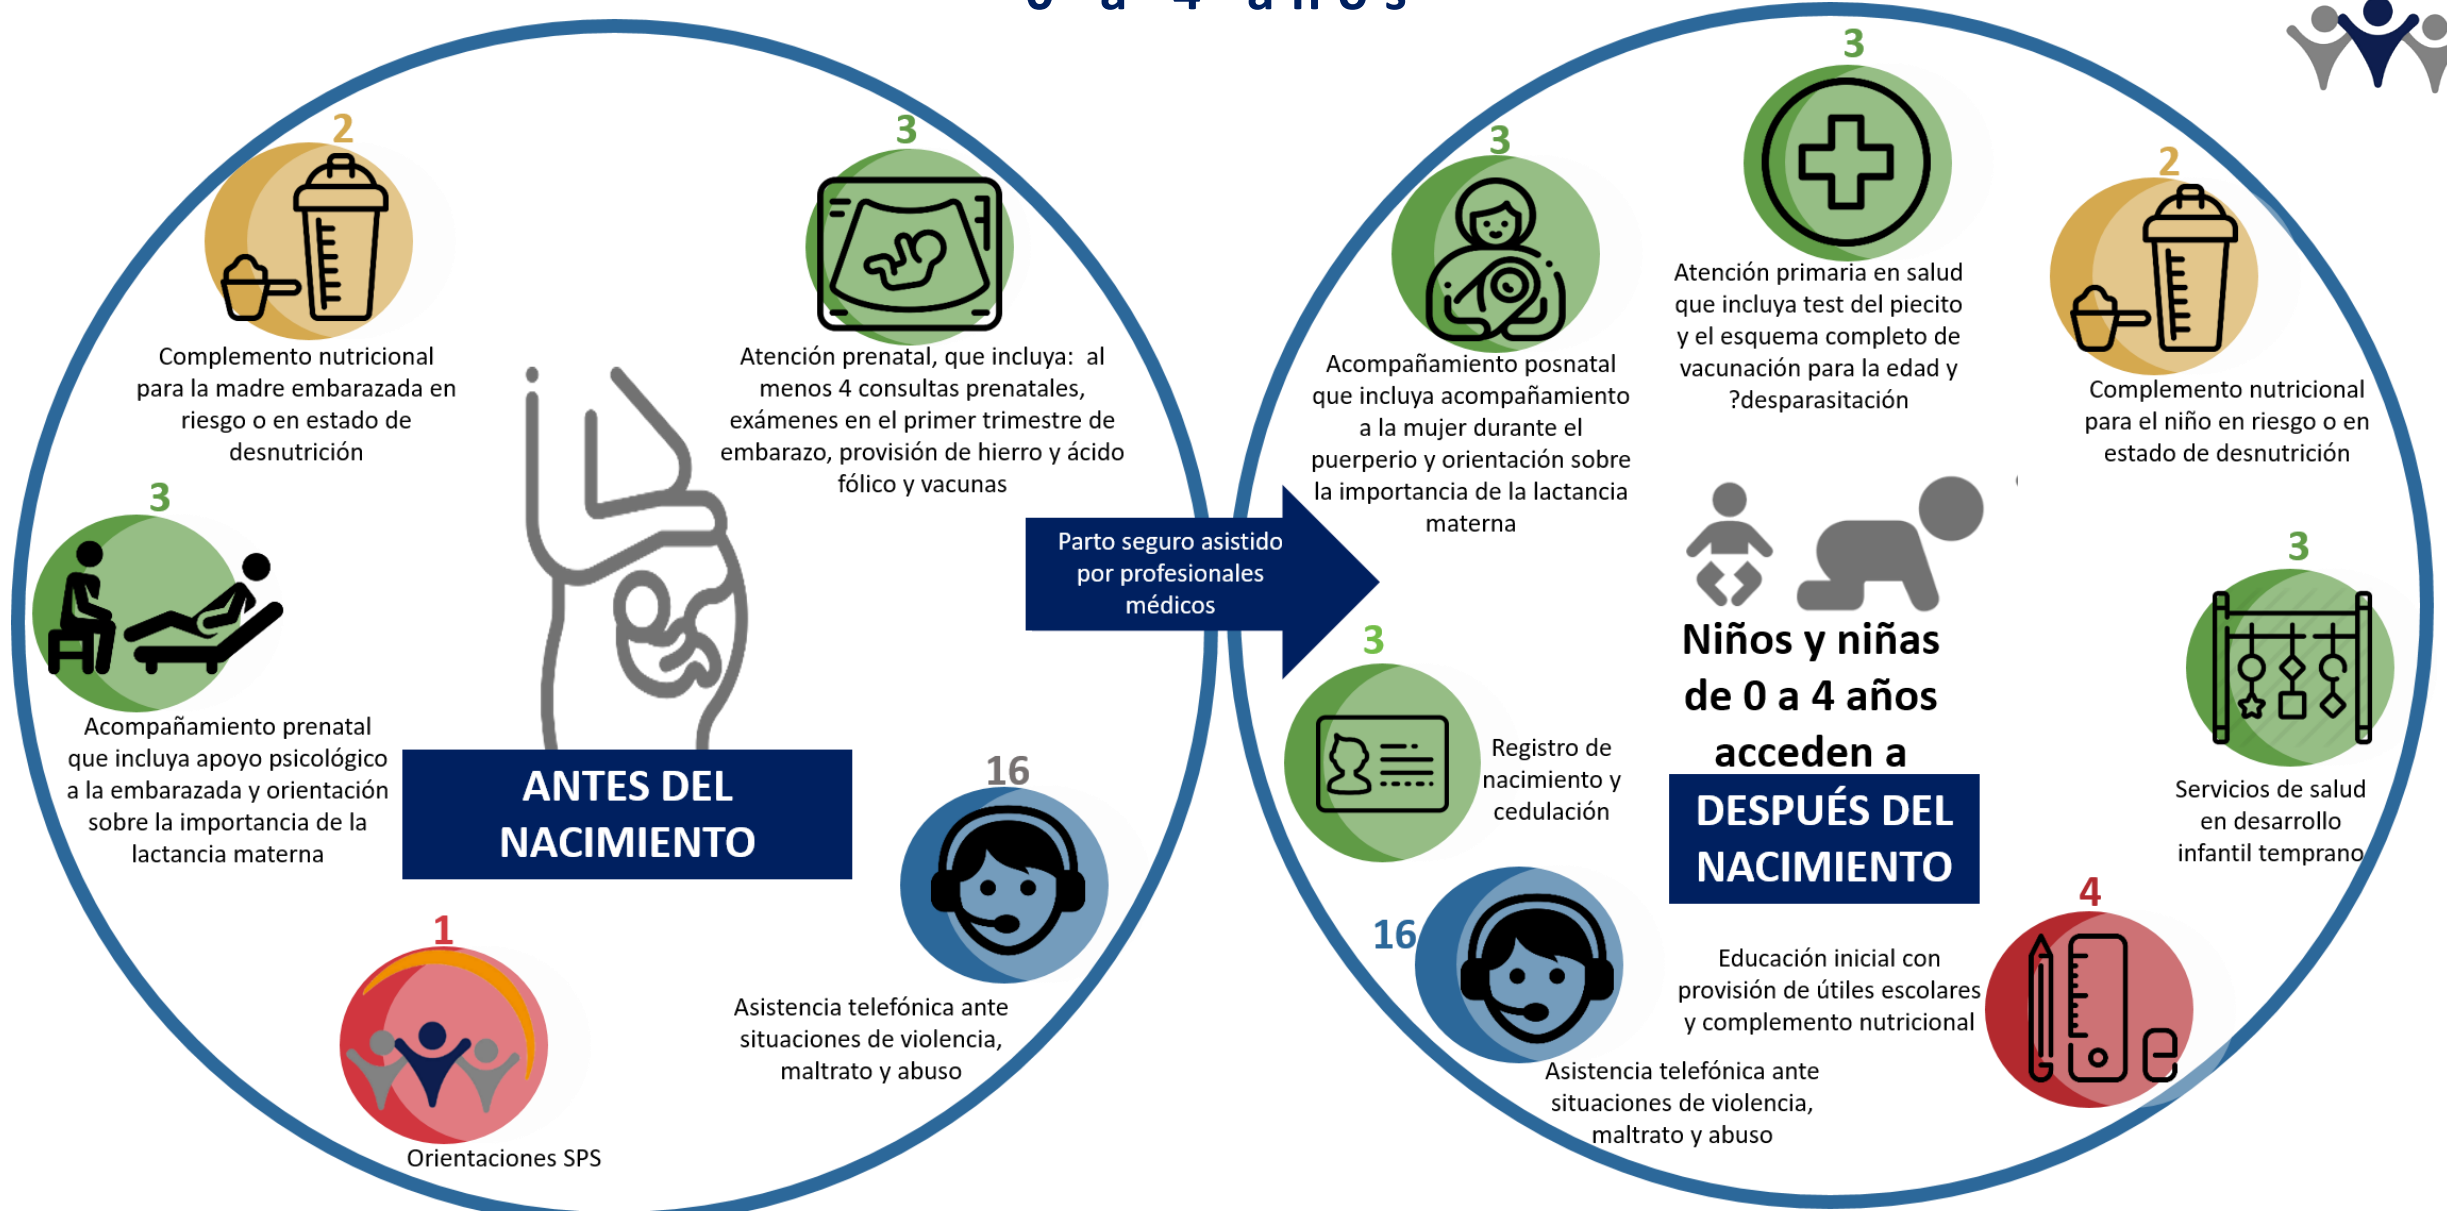 0 a 4 años
2
Complemento nutricional
para la madre embarazada en
riesgo o en estado de
desnutrición
3
Atención prenatal, que incluya: al
menos 4 consultas prenatales,
exámenes en el primer trimestre de
embarazo, provisión de hierro y ácido
fólico y vacunas
3
Acompañamiento prenatal
que incluya apoyo psicológico
a la embarazada y orientación
sobre la importancia de la
lactancia materna
ANTES DEL
NACIMIENTO
16
Asistencia telefónica ante
situaciones de violencia,
maltrato y abuso
1
Orientaciones SPS
Parto seguro asistido
por profesionales
médicos
3
Acompañamiento posnatal
que incluya acompañamiento
a la mujer durante el
puerperio y orientación sobre
la importancia de la lactancia
materna
3
Atención primaria en salud
que incluya test del piecito
y el esquema completo de
vacunación para la edad y
?desparasitación
2
Complemento nutricional
para el niño en riesgo o en
estado de desnutrición
3
Registro de
nacimiento y
cedulación
Niños y niñas
de 0 a 4 años
acceden a
DESPUÉS DEL
NACIMIENTO
3
Servicios de salud
en desarrollo
infantil temprano
16
Asistencia telefónica ante
situaciones de violencia,
maltrato y abuso
4
Educación inicial con
provisión de útiles escolares
y complemento nutricional